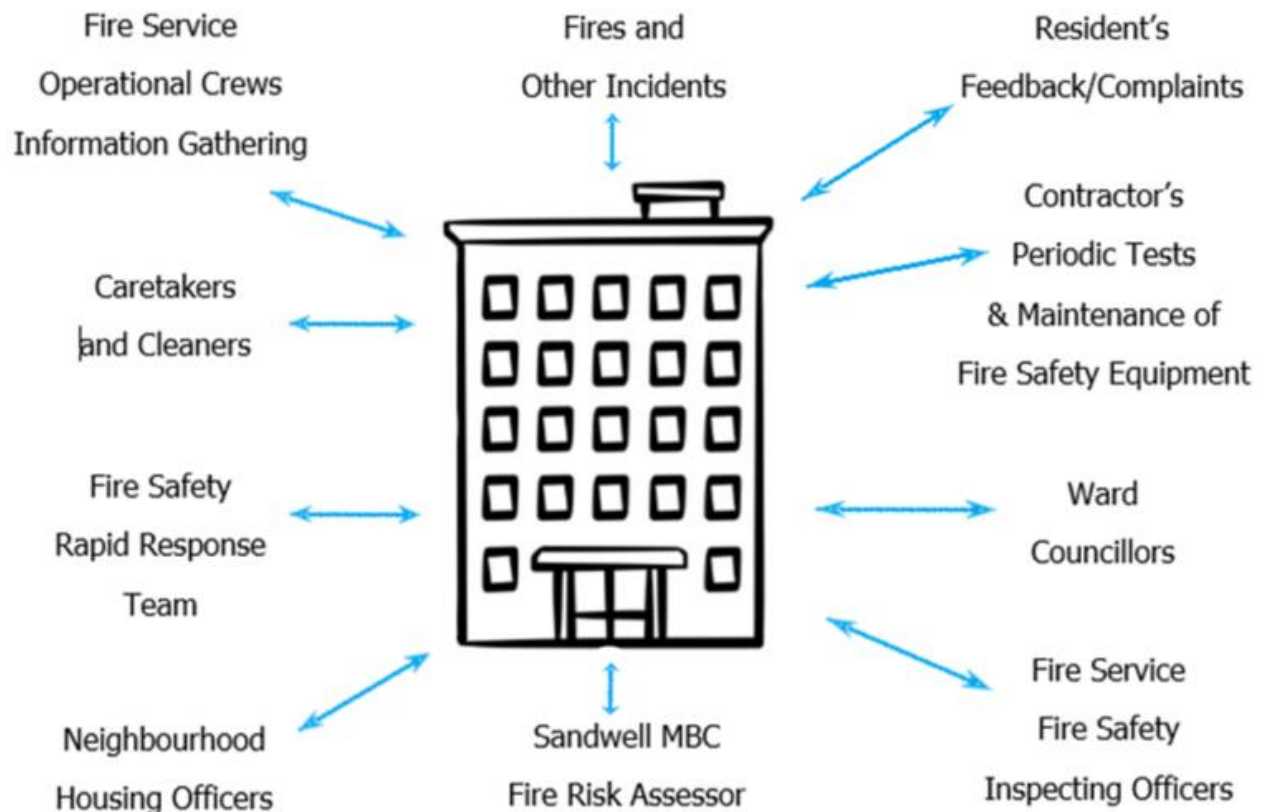 Fire Service
Operational Crews
Information Gathering
Fires and
Other Incidents
Resident’s
Feedback/Complaints
Contractor’s
Periodic Tests
& Maintenance of
Fire Safety Equipment
Caretakers
and Cleaners
Fire Safety
Rapid Response
Team
Ward
Councillors
Neighbourhood
Housing Officers
Sandwell MBC
Fire Risk Assessor
Fire Service
Fire Safety
Inspecting Officers